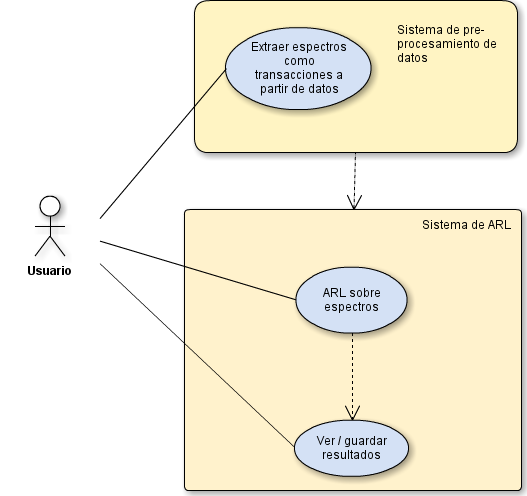 Sistema de pre-
procesamiento de
datos
Extraer espectros
como
transacciones a
partir de datos
Usuario
Sistema de ARL
ARL sobre
espectros
Ver / guardar
resultados